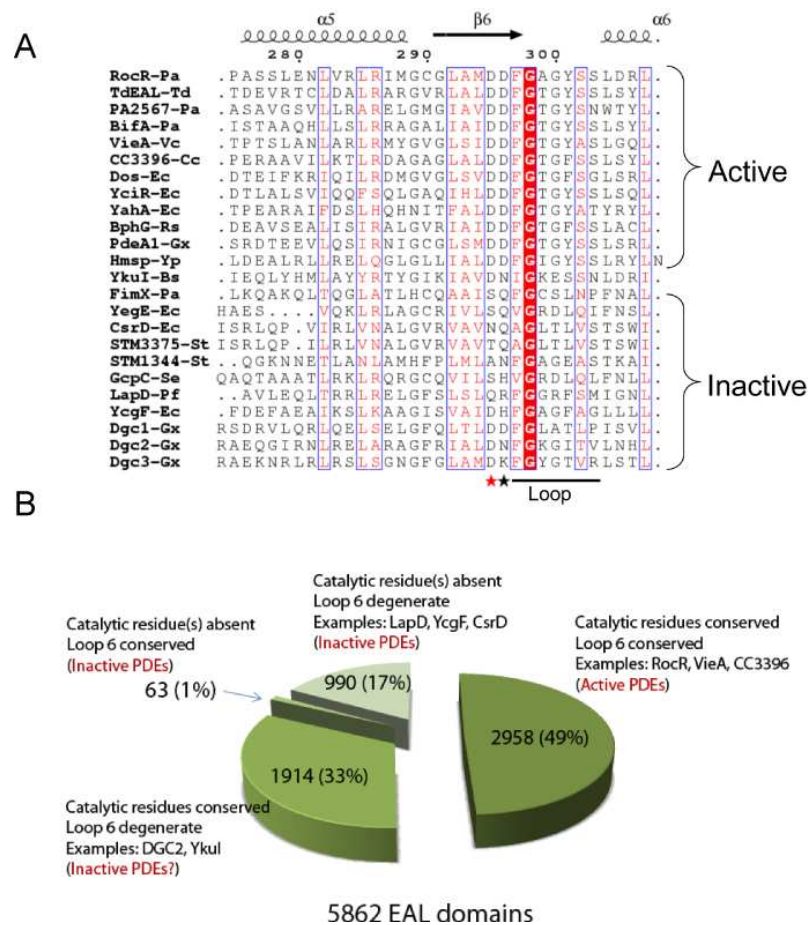 A
α5 β6 α6
280 290 300
RocR-Pa .PASSLENLVRLRIMGCGLAMDDFGAGYSSLDRL.
TdEAL-Td .TDEVRTCLDALRARGVRLALDDFGTGYSSLSYL.
PA2567-Pa .ASAVGSVLLRARELGMGIAVDDFGTGYSNWTYL.
BifA-Pa .ISTAAQHLLSLRRAGALIAIDDFGTGYSSLSYL.
VieA-Vc .TPTSLANLARLRMYGVGLSIDDFGTGYASLGQL.
CC3396-Cc .PERAAVILKTLRDAGAGLALDDFGTGFSSLSYL.
Dos-Ec .DTEIFKRIQILRDMGVGLSVDDFGTGFSGLSRL.
YciR-Ec .DTLALSVIQQFSQLGAQIHLDDFGTGYSSLSQL.
YahA-Ec .TPEARAIFDSLHQHNITFALDDFGTGYATYRYL.
BphG-Rs .DEAVSEALISIRALGVRIAIDDFGTGFSSLACL.
PdeA1-Gx .SRDTEEVLQSIRNIGCGLSMDDFGTGYSSLSRL.
Hmsp-Yp .LDEALRLLRELQGLGLLIALDDFGIGYSSLRYLN
YkuI-Bs .IEQLYHMLAYYRTYGIKIAVDNIGKESSNLDRI.
FimX-Pa .LKQAKQLTQGLATLHCQAAISQFGCSLNPFNAL.
YegE-Ec HAES...VQKLRLAGCRIVLSQVGRDLQIFNSL.
CsrD-Ec ISRLQP.VIRLVNALGVRVAVNQAGLTLVSTSWI.
STM3375-St ISRLQP.ILRLVNALGVRVAVTQAGLTLVSTSWI.
STM1344-St ..QGKNNETLANLAMHFPLMLANFGAGEASTKAI.
GcpC-Se QAQTAAATLRKLRQRGCSQVILSHVGRDLQLFNLL.
LapD-Pf .AVLEQLTRRLRELGFSLSLQRFGGRFSMIGNL.
YcgF-Ec .FDEFAEAIKSLKAAGISVAIDHFGAGFAGLLLL.
Dgc1-Gx RSDRVLQRLSELGFQLTLDDFGLATLPISVL.
Dgc2-Gx RAEQGIRNLRELARAGFGLALDNFGKGITVLNHL.
Dgc3-Gx RAEKNRLRLRSLSGNGFGLAMDKFGYGTVRLSTL.
Active
Inactive
Loop
B
Catalytic residue(s) absent
Loop 6 degenerate
Examples: LapD, YcgF, CsrD
(Inactive PDEs)
Catalytic residue(s) absent
Loop 6 conserved
(Inactive PDEs)
Catalytic residues conserved
Loop 6 conserved
Examples: RocR, VieA, CC3396
(Active PDEs)
63 (1%)
990 (17%)
2958 (49%)
1914 (33%)
Catalytic residues conserved
Loop 6 degenerate
Examples: DGC2, YkuI
(Inactive PDEs?)
5862 EAL domains